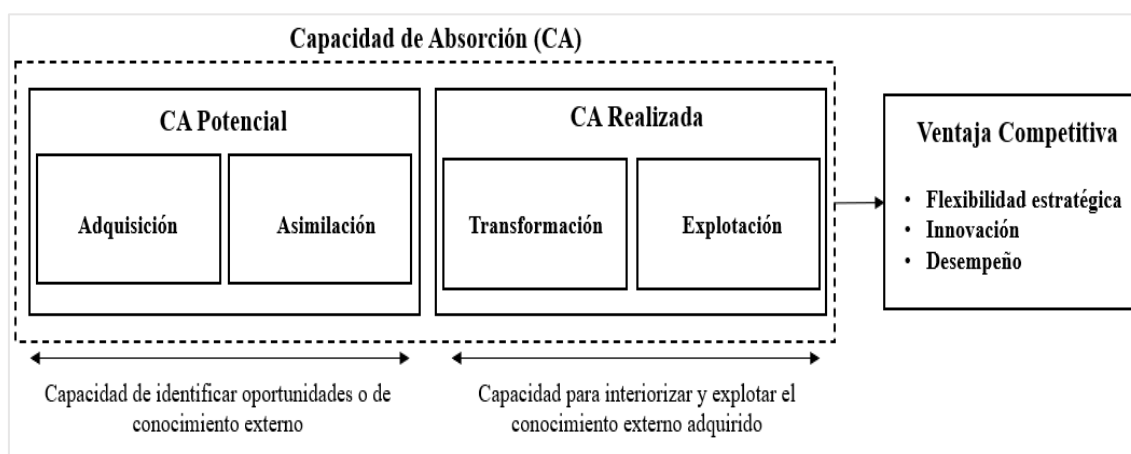 Capacidad de Absorción (CA)
CA Potencial
Adquisición
Asimilación
CA Realizada
Transformación
Explotación
Ventaja Competitiva
• Flexibilidad estratégica
• Innovación
• Desempeño
Capacidad de identificar oportunidades o de
conocimiento externo
Capacidad para interiorizar y explotar el
conocimiento externo adquirido